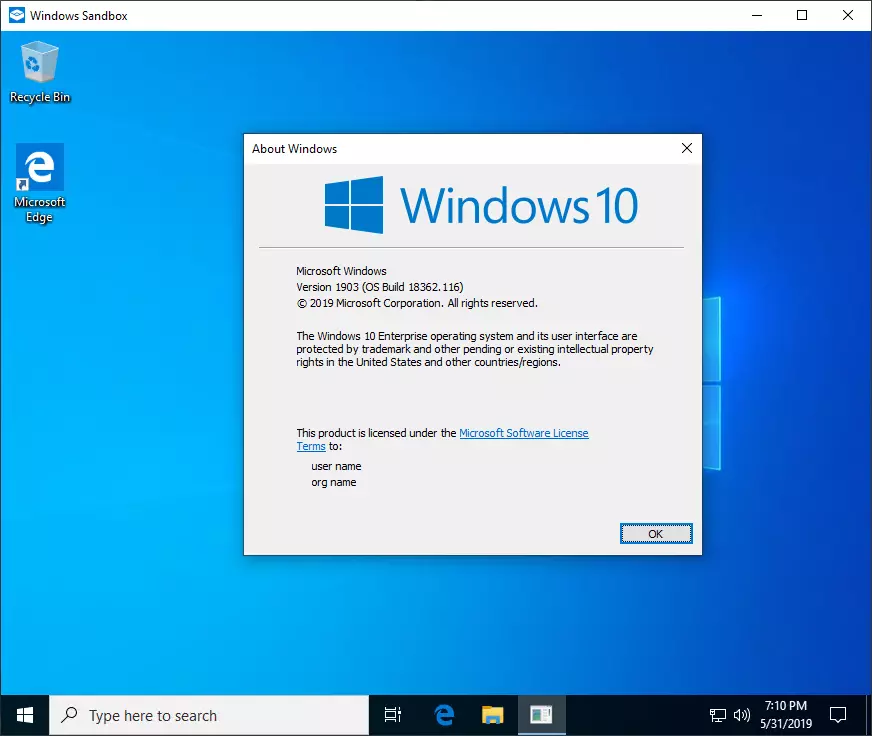 Windows Sandbox
Recycle Bin
Microsoft
Edge
About Windows
Windows 10
Microsoft Windows
Version 1903 (OS Build 18362.116)
© 2019 Microsoft Corporation. All rights reserved.
The Windows 10 Enterprise operating system and its user interface are
protected by trademark and other pending or existing intellectual property
rights in the United States and other countries/regions.
This product is licensed under the Microsoft Software License
Terms to:
user name
org name
OK
Type here to search
7:10 PM
5/31/2019